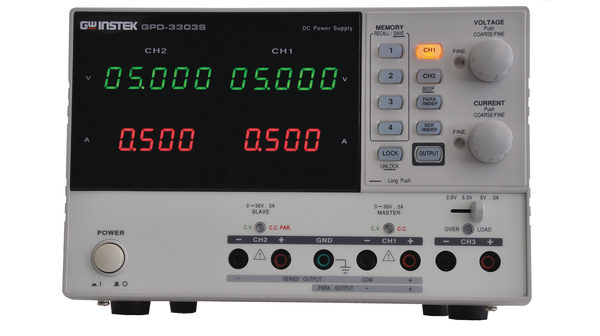 GWINSTEK GPD-3303S
DC Power Supply
CH2 CH1
V 05.000 05.000 V
A 0.500 0.500 A
MEMORY
RECALL / SAVE
1 CH1
2 CH2
BEEP
3 PARA /INDEP
4 SER /INDEP
LOCK OUTPUT
UNLOCK
: Long Push
VOLTAGE
Push
COARSE/FINE
FINE
CURRENT
Push
COARSE/FINE
FINE
2.5V 3.3V 5V, 3A
0~30V, 3A
SLAVE
0~30V, 3A
MASTER
C.V. C.C. PAR.
C.V. C.C.
OVER LOAD
POWER
− CH2 + GND − CH1 + − CH3 +
− SERIES OUTPUT COM +
PARA OUTPUT − +